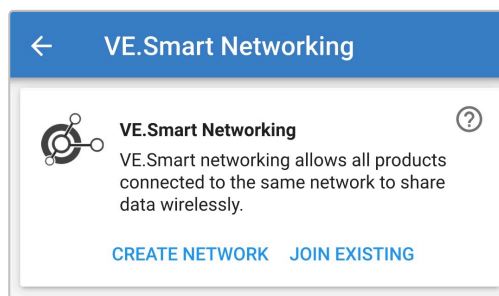 VE.Smart Networking
VE.Smart Networking
VE.Smart networking allows all products
connected to the same network to share
data wirelessly.
CREATE NETWORK JOIN EXISTING